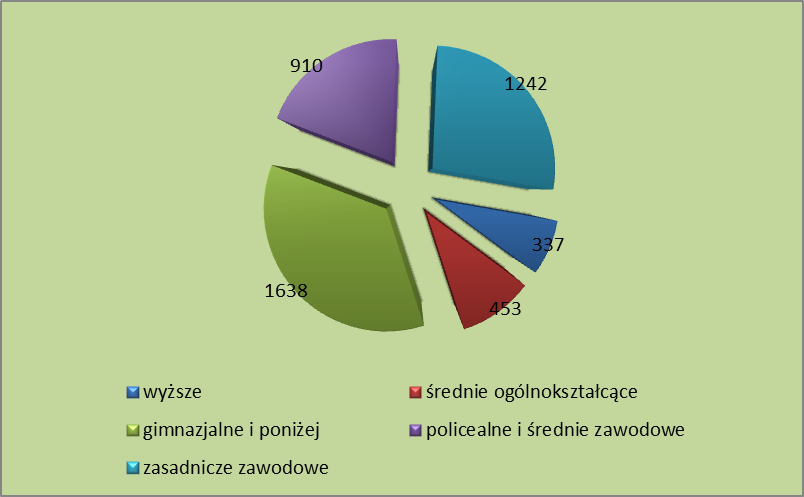 910
1242
337
453
1638
wyższe
średnie ogólnokształcące
gimnazjalne i poniżej
policealne i średnie zawodowe
zasadnicze zawodowe